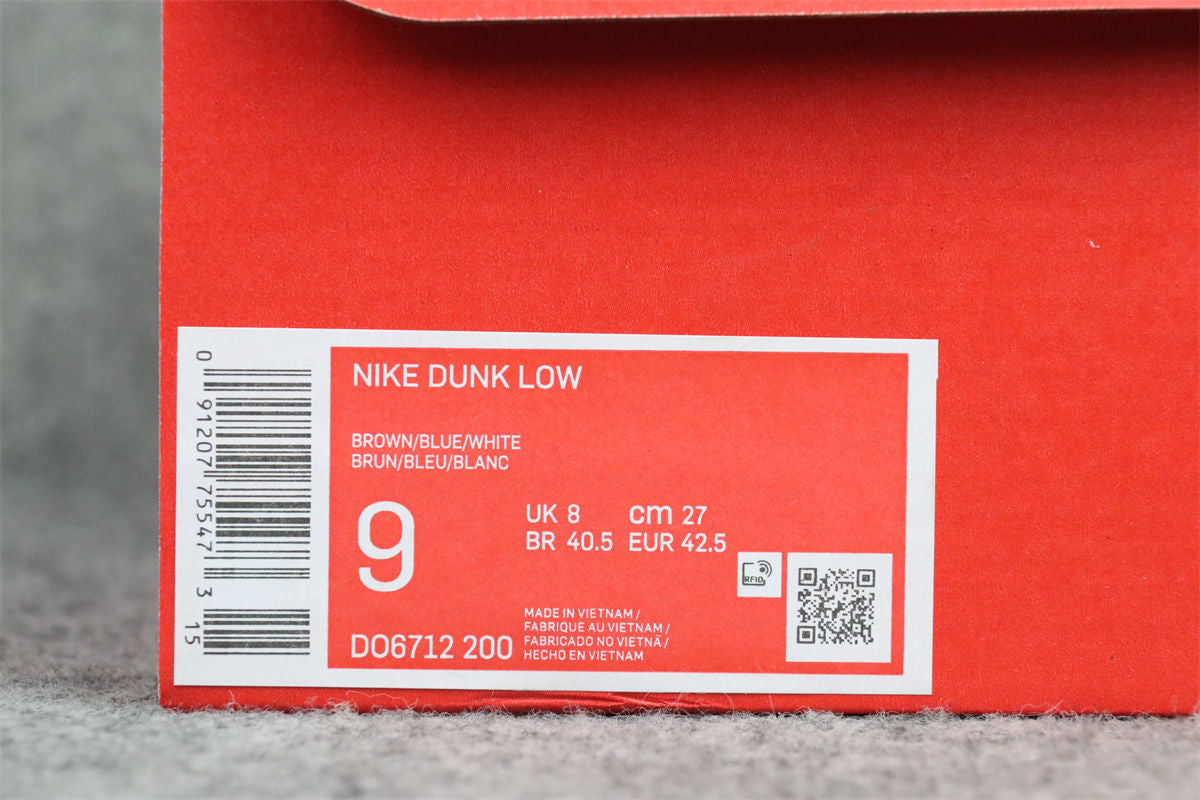 0 91207 75547 3
15
NIKE DUNK LOW
BROWN/BLUE/WHITE
BRUN/BLEU/BLANC
9
UK 8 cm 27
BR 40.5 EUR 42.5
RFID
DO6712 200
MADE IN VIETNAM /
FABRIQUE AU VIETNAM /
FABRICADO NO VIETNÃ /
HECHO EN VIETNAM